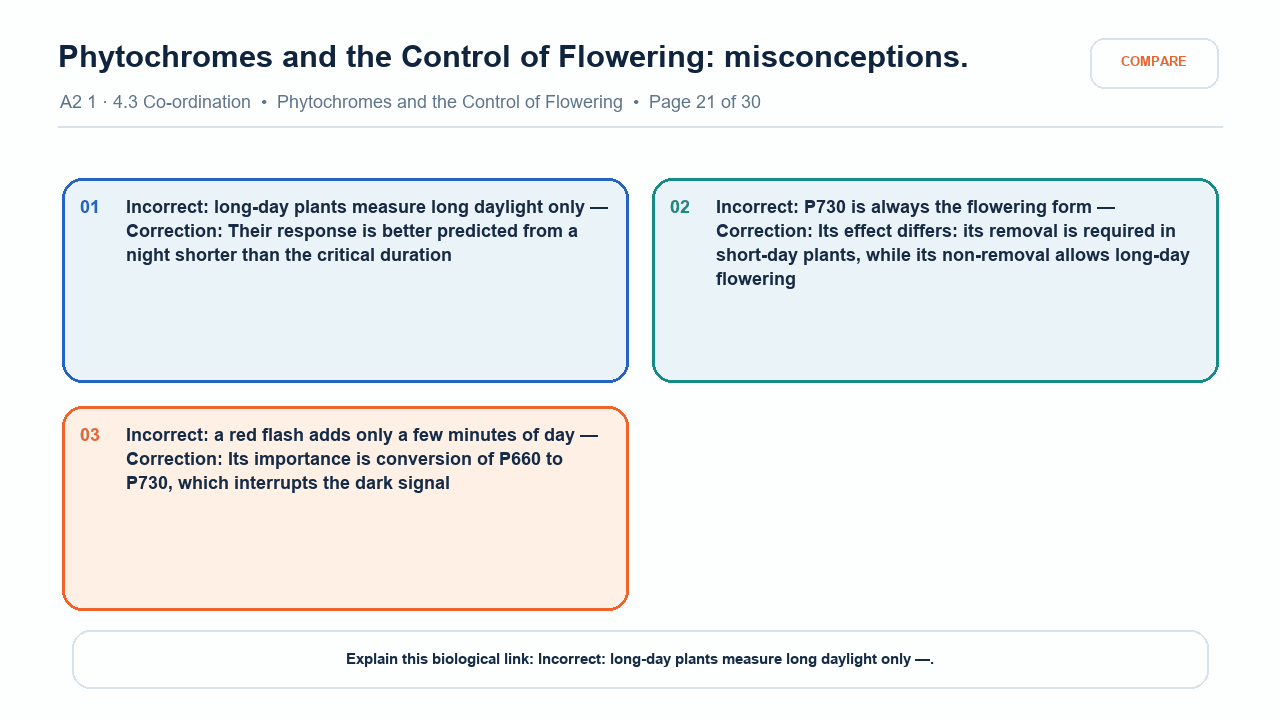 Phytochromes and the Control of Flowering: misconceptions.
COMPARE
A2 1 · 4.3 Co-ordination • Phytochromes and the Control of Flowering • Page 21 of 30
01
Incorrect: long-day plants measure long daylight only —
Correction: Their response is better predicted from a
night shorter than the critical duration
02
Incorrect: P730 is always the flowering form —
Correction: Its effect differs: its removal is required in
short-day plants, while its non-removal allows long-day
flowering
03
Incorrect: a red flash adds only a few minutes of day —
Correction: Its importance is conversion of P660 to
P730, which interrupts the dark signal
Explain this biological link: Incorrect: long-day plants measure long daylight only —.